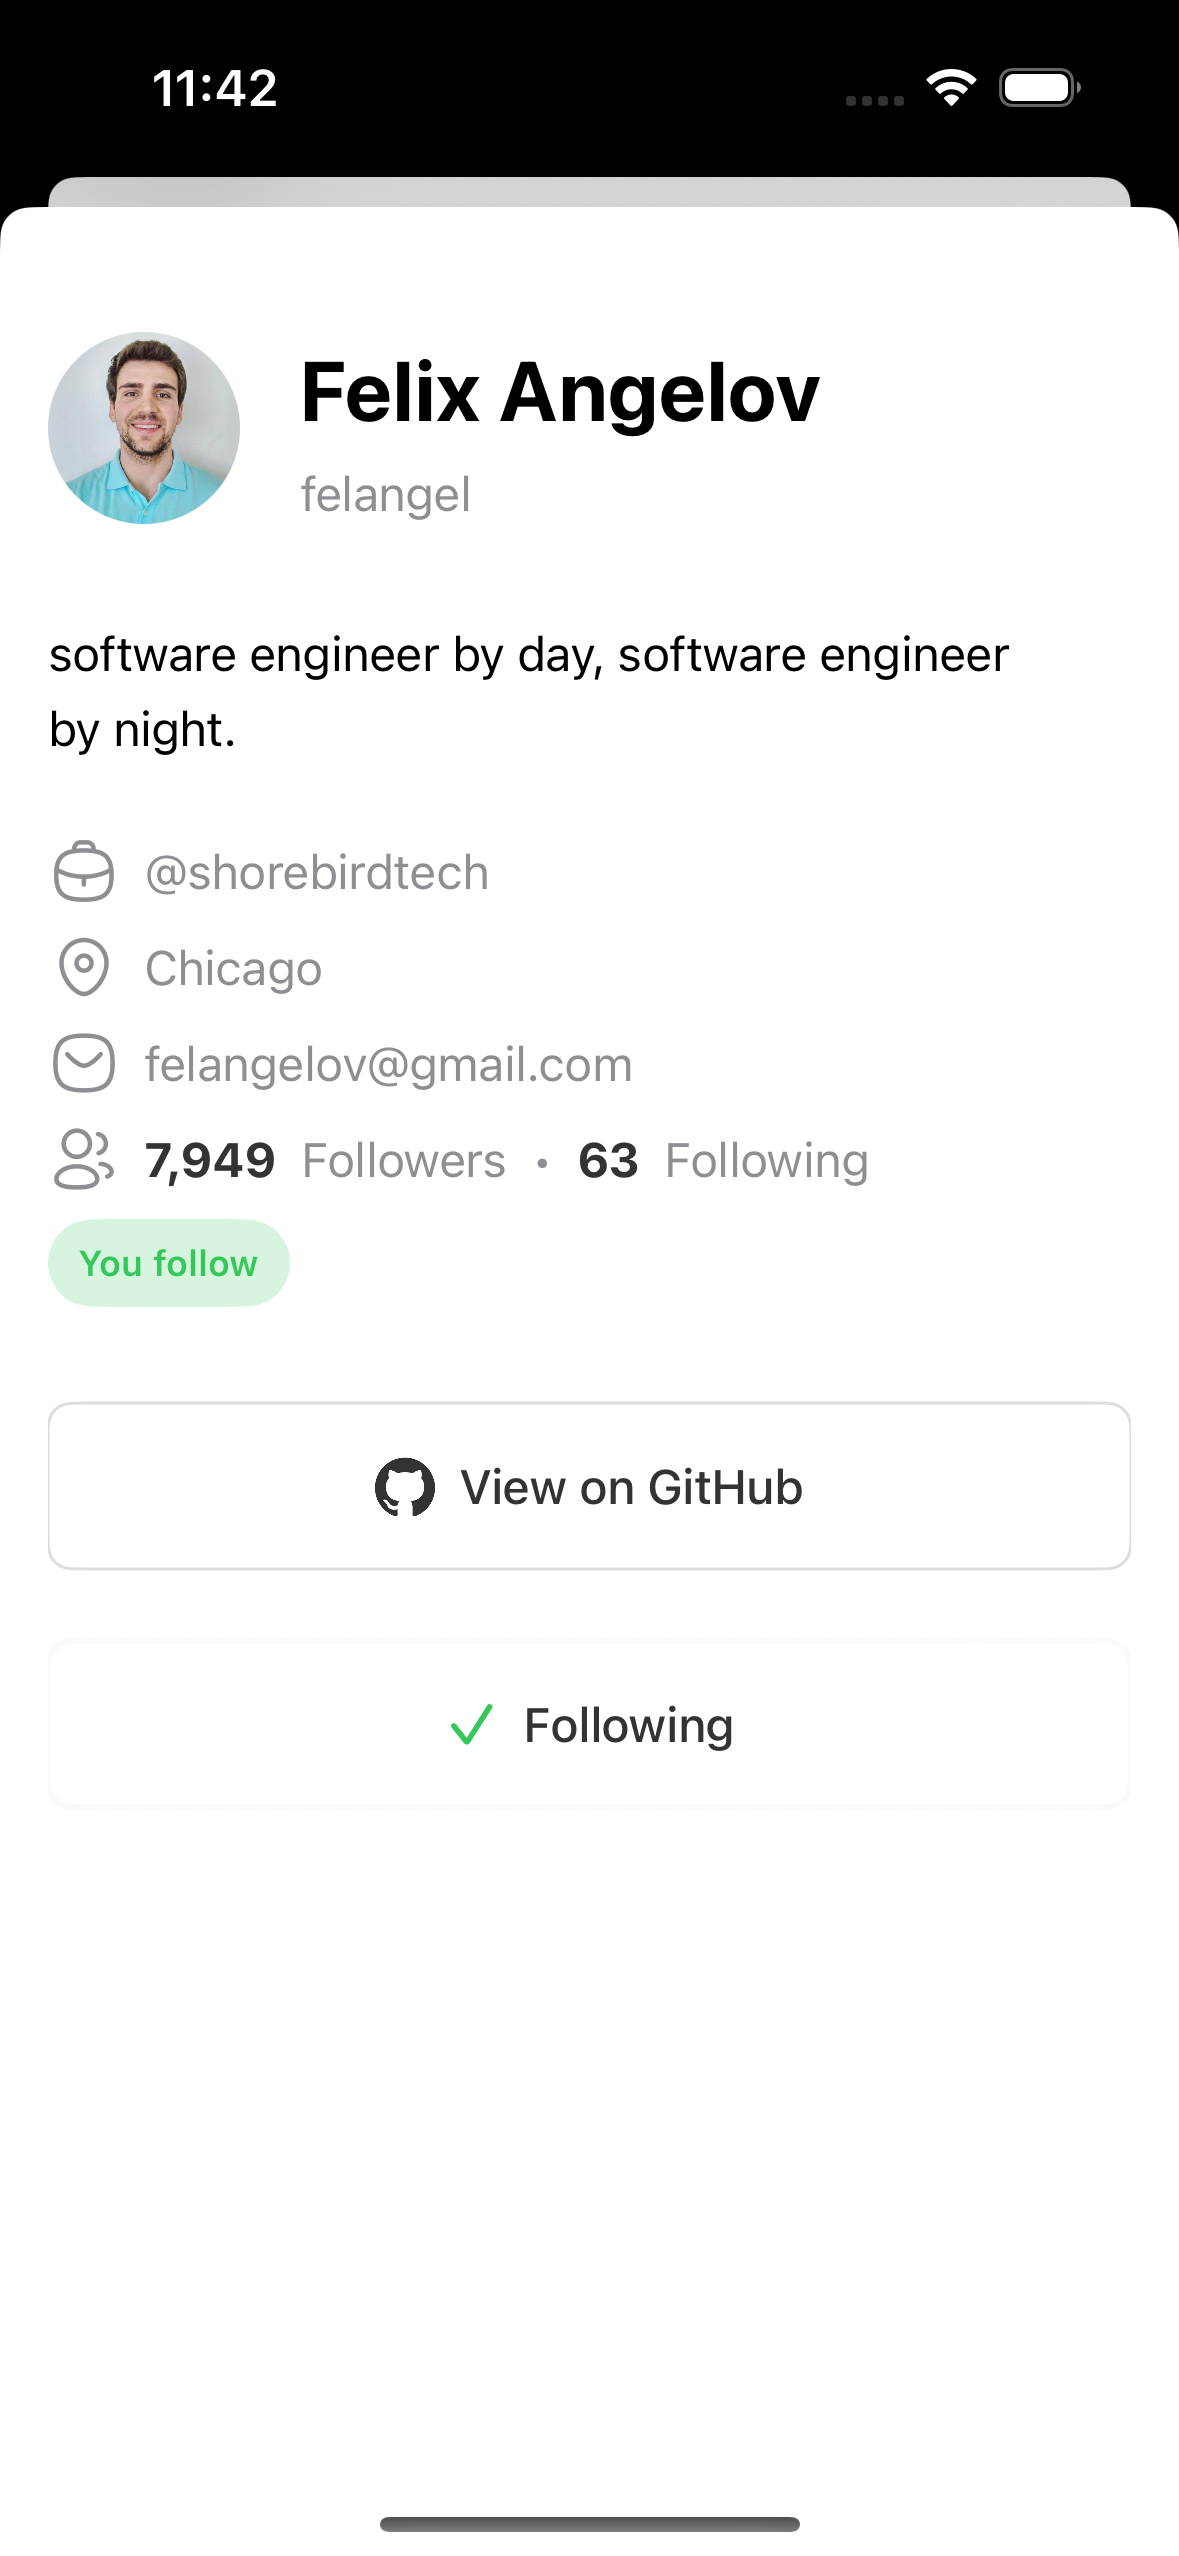 11:42
Felix Angelov
felangel
software engineer by day, software engineer
by night.
@shorebirdtech
Chicago
felangelov@gmail.com
7,949 Followers • 63 Following
You follow
View on GitHub
Following